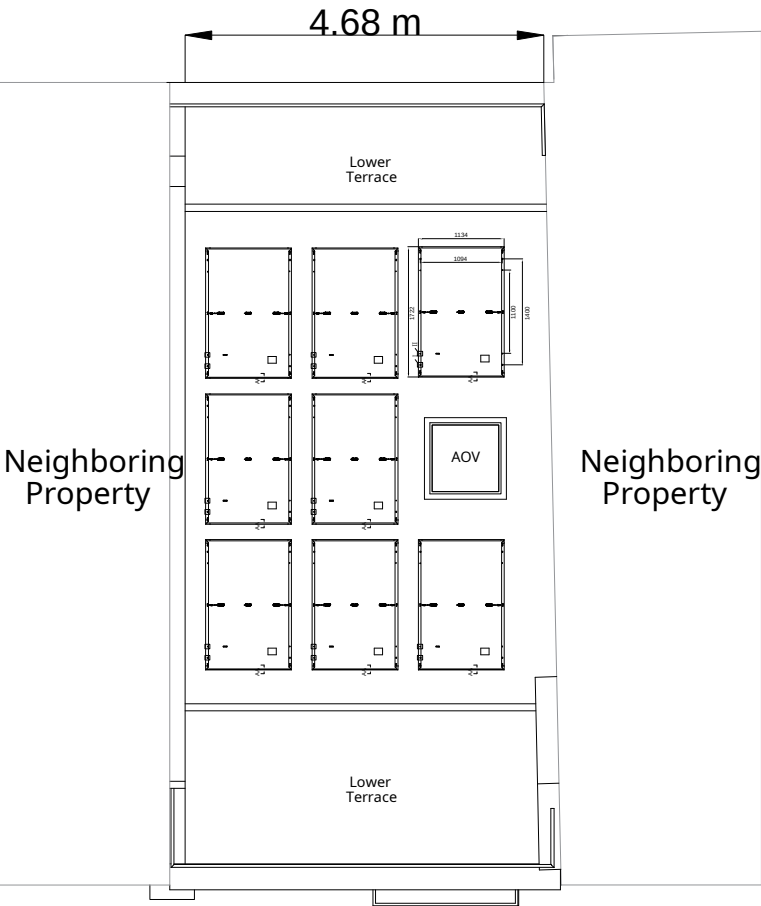 4.68 m
Lower
Terrace
1134
1094
1722
1100
1400
Neighboring
Property
AOV
Neighboring
Property
Lower
Terrace